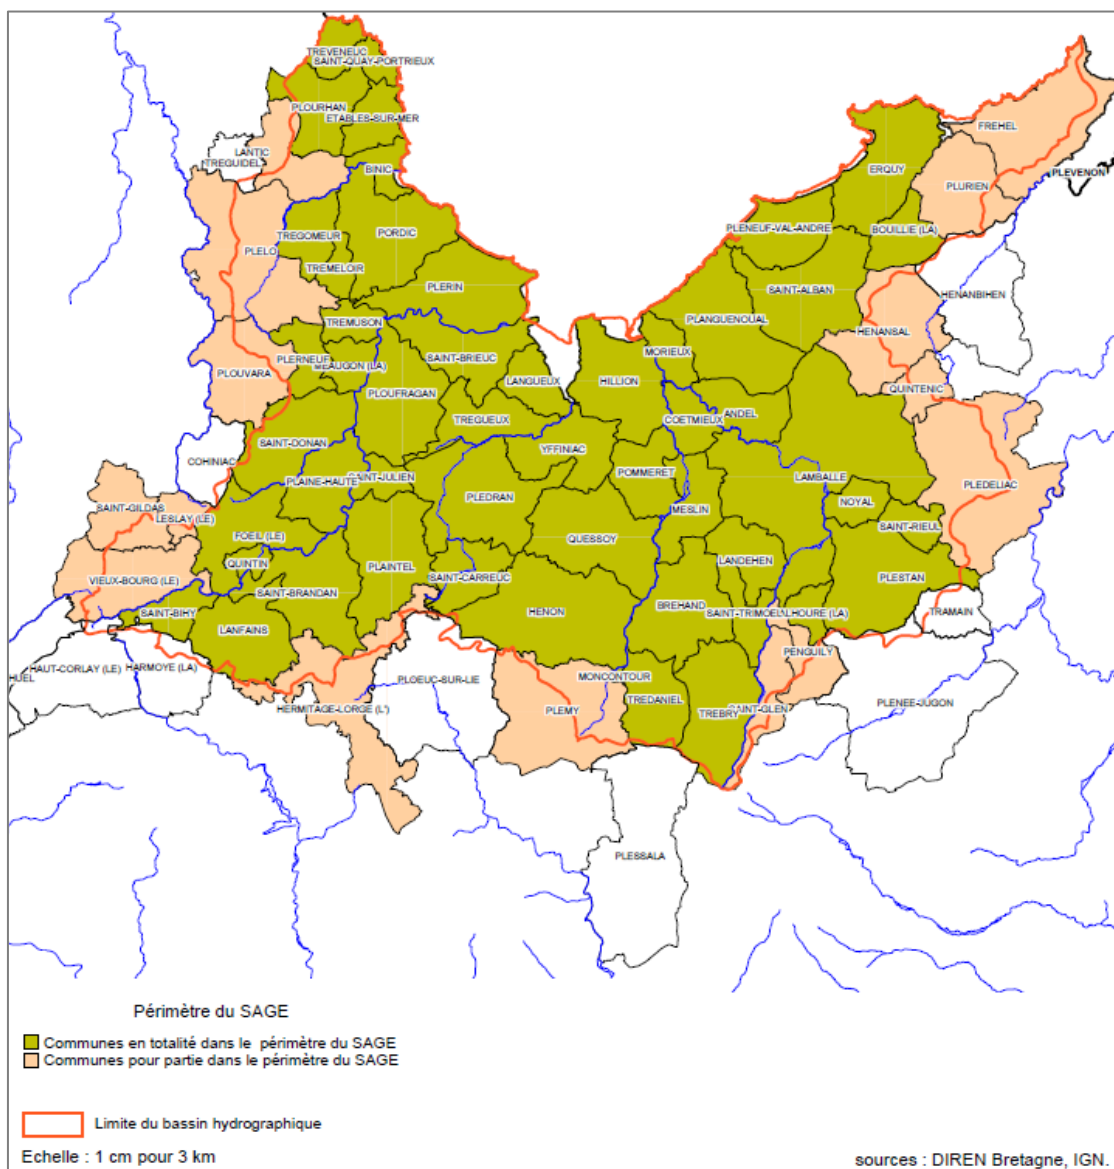 TREVENEUC
SAINT-QUAY-PORTRIEUX
PLOURHAN
ETABLES-SUR-MER
LANTIC
TREGUIDEL
BINIC
FREHEL
ERQUY
PLEVENON
PLURIEN
TREGOMEUR
PORDIC
PLENEUF-VAL-ANDRE
BOUILLIE (LA)
PLELO
TREMELOIR
PLERIN
SAINT-ALBAN
HENANBIHEN
TREMUSON
PLANGUENOUAL
HENANSAL
PLERNEUF
MEAUGON (LA)
SAINT-BRIEUC
MORIEUX
PLOUVARA
LANGUEUX
HILLION
QUINTENIC
PLOUFRAGAN
TREGUEUX
COETMIEUX
ANDEL
SAINT-DONAN
YFFINIAC
COHINIAC
PLAINE-HAUTE
SAINT-JULIEN
POMMERET
LAMBALLE
PLEDELIAC
PLEDRAN
NOYAL
SAINT-GILDAS
LESLAY (LE)
MESLIN
SAINT-RIEUL
FOEIL (LE)
QUESSOY
LANDEHEN
QUINTIN
PLAINTEL
SAINT-CARREUC
PLESTAN
VIEUX-BOURG (LE)
SAINT-BRANDAN
BREHAND
SAINT-BIHY
HENON
SAINT-TRIMOEL
MALHOURE (LA)
TRAMAIN
LANFAINS
PENGUILY
HAUT-CORLAY (LE)
HARMOYE (LA)
HUEL
PLOEUC-SUR-LIE
MONCONTOUR
TREDANIEL
PLENEE-JUGON
HERMITAGE-LORGE (L')
PLEMY
TREBRY
SAINT-GLEN
PLESSALA
Périmètre du SAGE
Communes en totalité dans le périmètre du SAGE
Communes pour partie dans le périmètre du SAGE
Limite du bassin hydrographique
Echelle : 1 cm pour 3 km
sources : DIREN Bretagne, IGN.